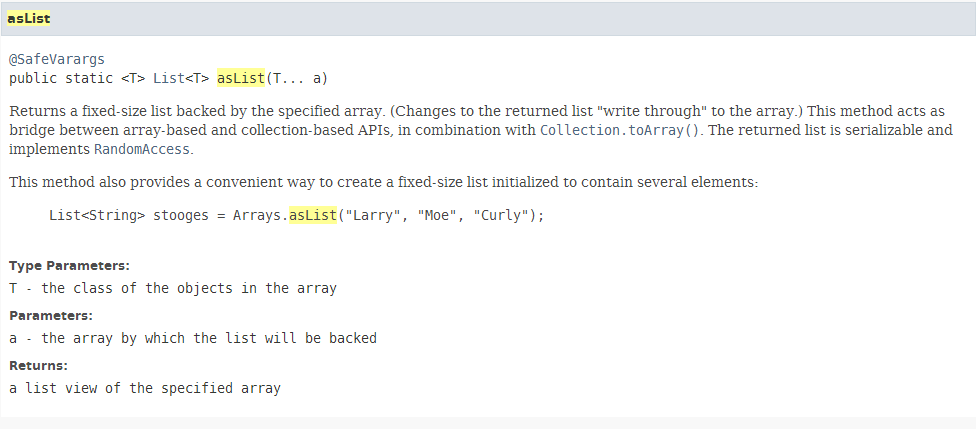 asList
@SafeVarargs
public static <T> List<T> asList(T... a)
Returns a fixed-size list backed by the specified array. (Changes to the returned list "write through" to the array.) This method acts as
bridge between array-based and collection-based APIs, in combination with Collection.toArray(). The returned list is serializable and
implements RandomAccess.
This method also provides a convenient way to create a fixed-size list initialized to contain several elements:
List<String> stooges = Arrays.asList("Larry", "Moe", "Curly");
Type Parameters:
T - the class of the objects in the array
Parameters:
a - the array by which the list will be backed
Returns:
a list view of the specified array